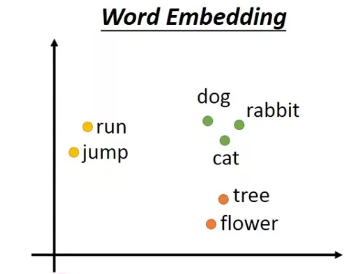 Word Embedding
dog
rabbit
run
jump
cat
tree
flower